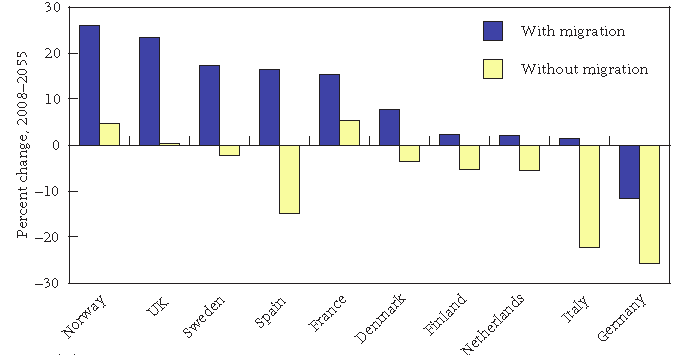 30
20
10
0
−10
−20
−30
Percent change, 2008–2055
With migration
Without migration
Norway
UK
Sweden
Spain
France
Denmark
Finland
Netherlands
Italy
Germany